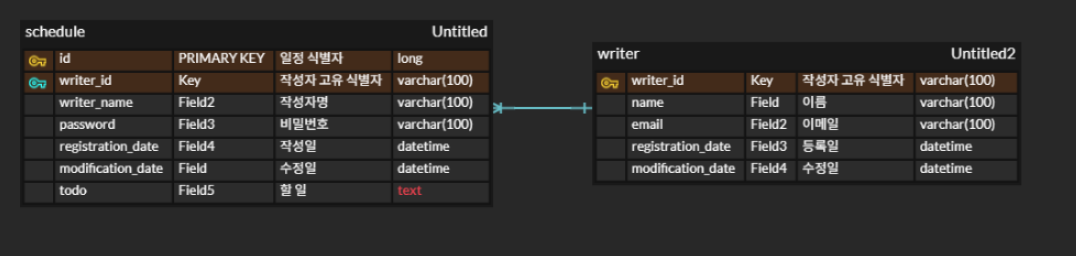 schedule Untitled
id PRIMARY KEY 일정 식별자 long
writer_id Key 작성자 고유 식별자 varchar(100)
writer_name Field2 작성자명 varchar(100)
password Field3 비밀번호 varchar(100)
registration_date Field4 작성일 datetime
modification_date Field 수정일 datetime
todo Field5 할 일 text
writer Untitled2
writer_id Key 작성자 고유 식별자 varchar(100)
name Field 이름 varchar(100)
email Field2 이메일 varchar(100)
registration_date Field3 등록일 datetime
modification_date Field4 수정일 datetime